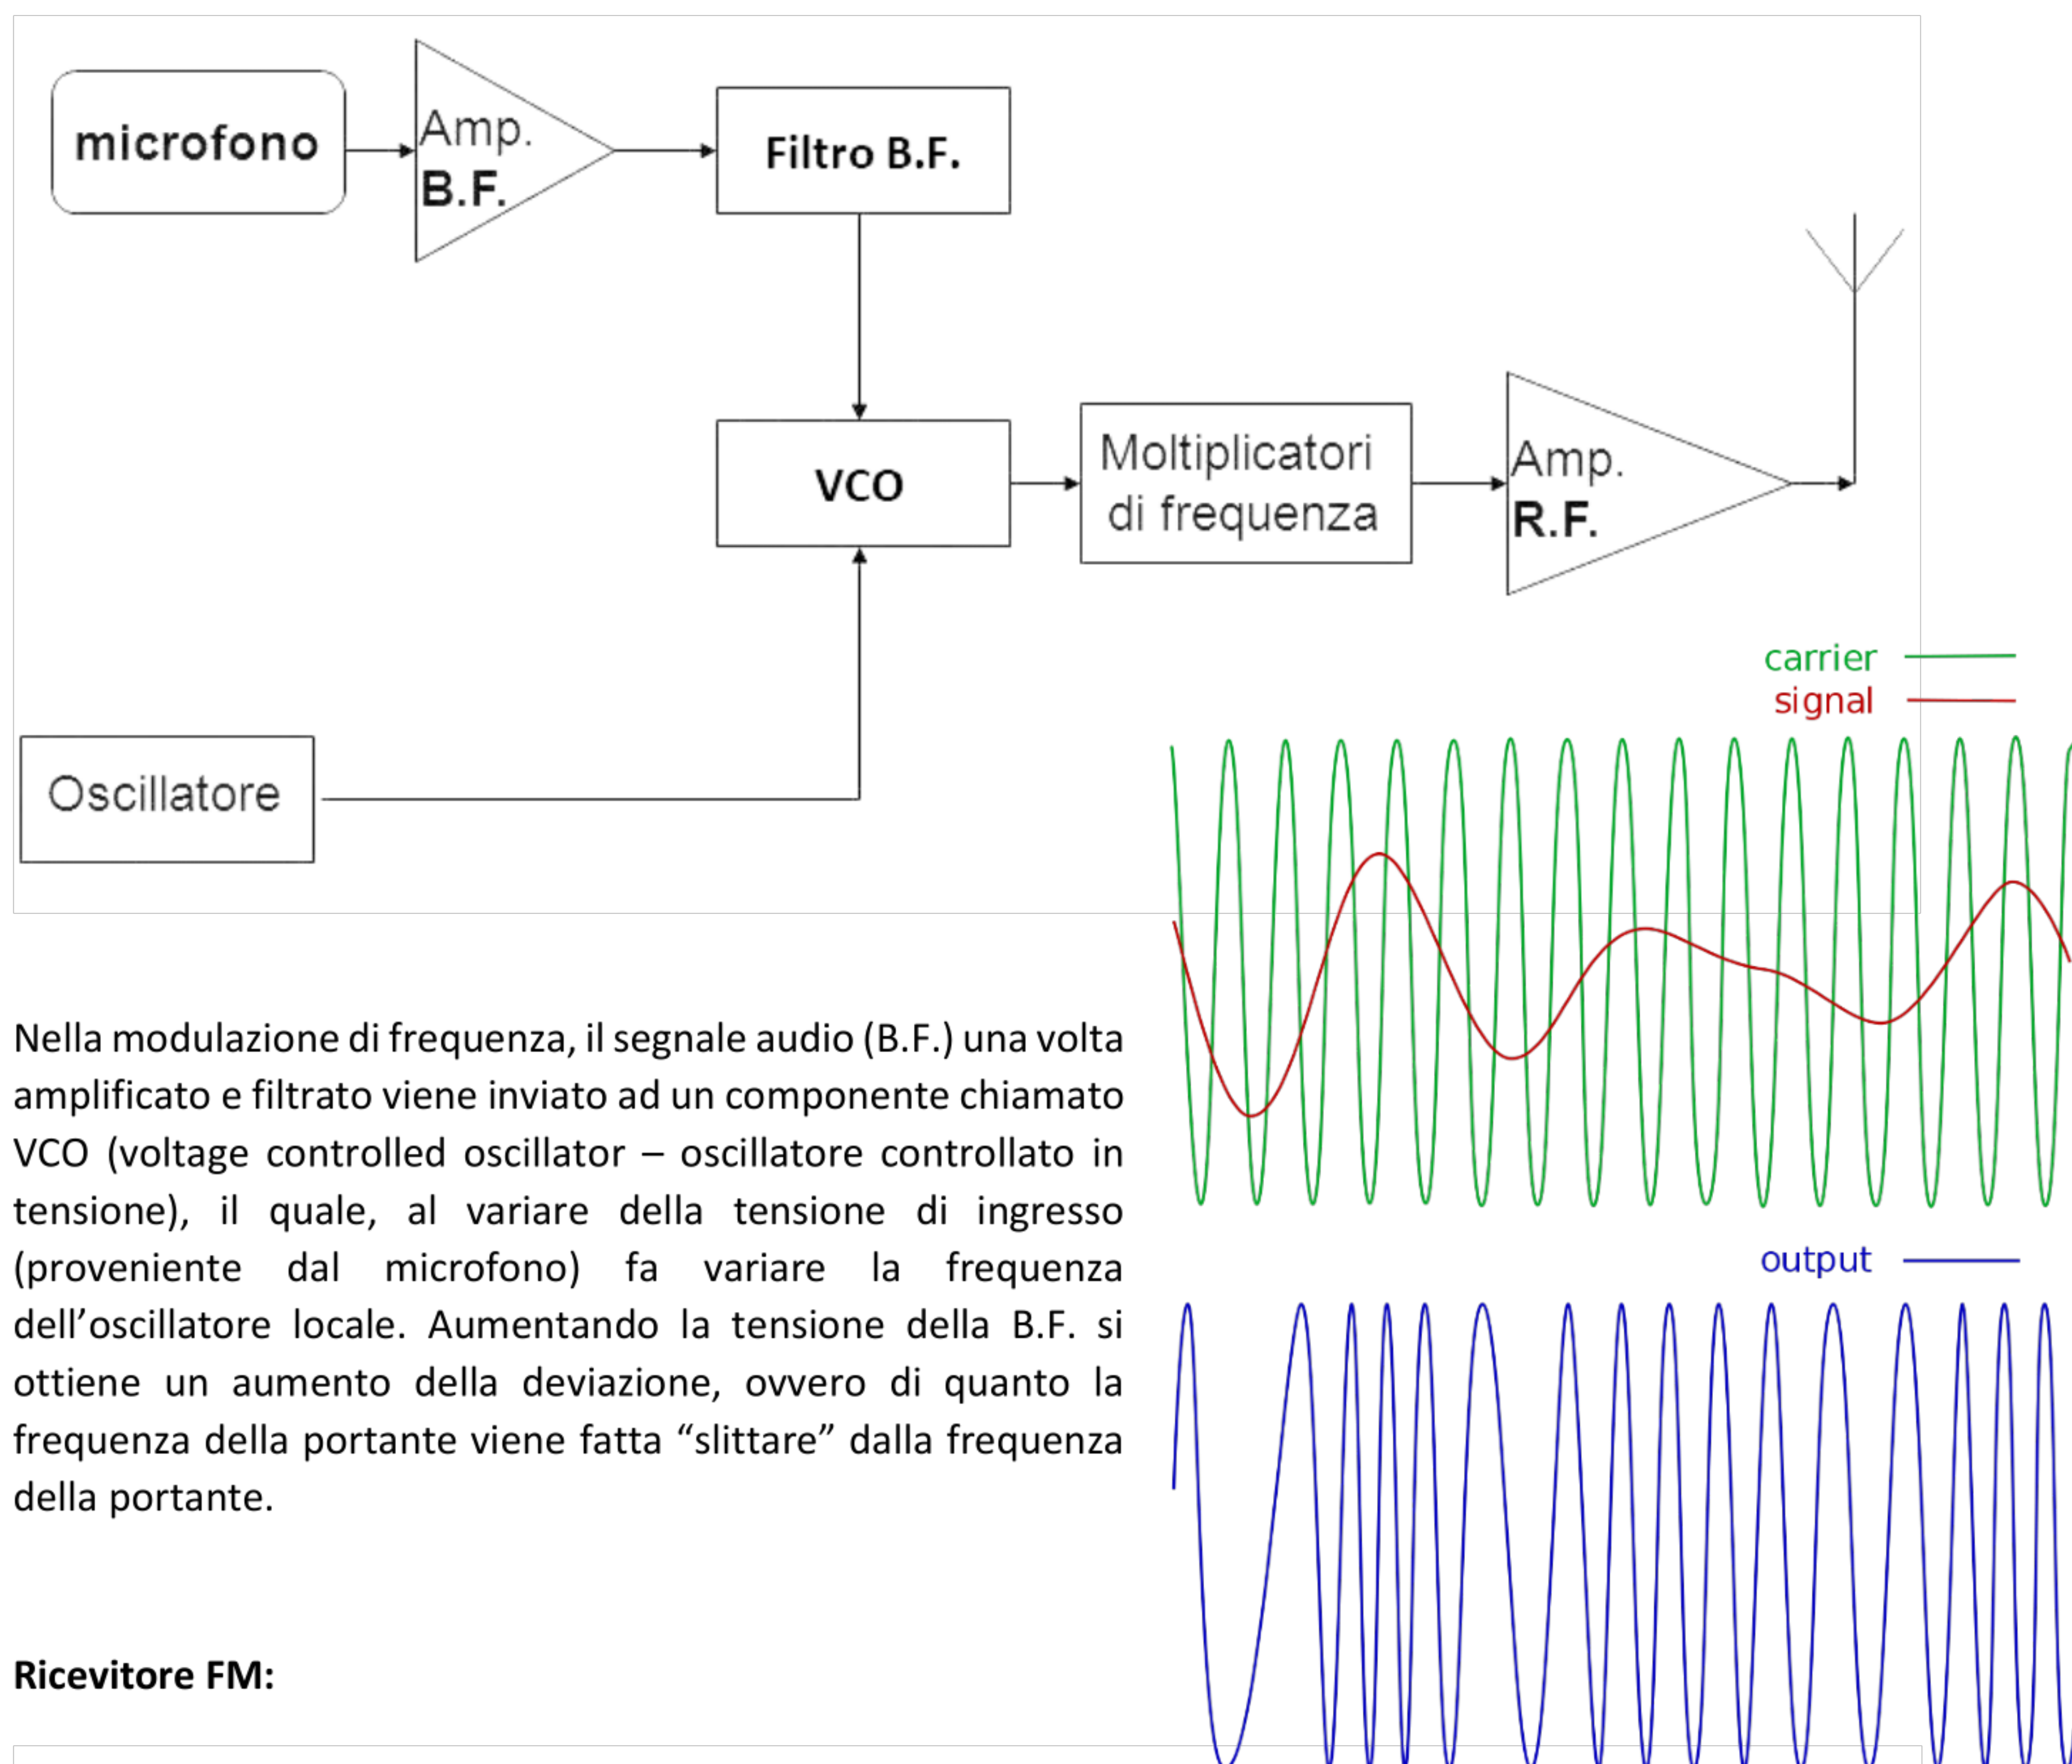 microfono
Amp.
B.F.
Filtro B.F.
VCO
Moltiplicatori
di frequenza
Amp.
R.F.
Oscillatore
carrier
signal
Nella modulazione di frequenza, il segnale audio (B.F.) una volta
amplificato e filtrato viene inviato ad un componente chiamato
VCO (voltage controlled oscillator – oscillatore controllato in
tensione), il quale, al variare della tensione di ingresso
(proveniente dal microfono) fa variare la frequenza
dell’oscillatore locale. Aumentando la tensione della B.F. si
ottiene un aumento della deviazione, ovvero di quanto la
frequenza della portante viene fatta “slittare” dalla frequenza
della portante.
output
Ricevitore FM: